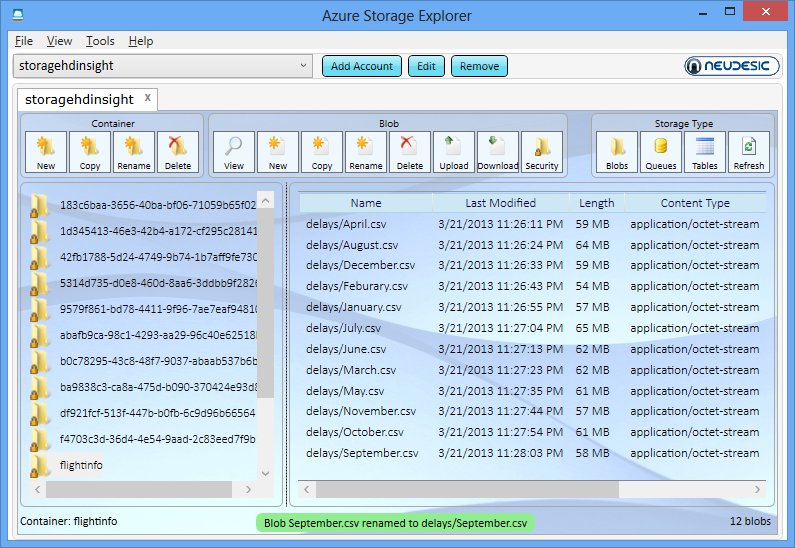 Azure Storage Explorer
File View Tools Help
storagehdinsight
Add Account Edit Remove
NEUDESIC
storagehdinsight X
Container Blob Storage Type
New Copy Rename Delete View New Copy Rename Delete Upload Download Security Blobs Queues Tables Refresh
183c6baa-3656-40ba-bf06-71059b65f02
1d345413-46e3-42b4-a172-cf295c28141
42fb1788-5d24-4749-9b74-1b7aff9fe730
5314d735-d0e8-460d-8aa6-3ddbb9f2826
9579f861-bd78-4411-9f96-7ae7eaf94810
abafb9ca-98c1-4293-aa29-96c40e62518
b0c78295-43c8-48f7-9037-abaab537b6b
ba9838c3-ca8a-475d-b090-370424e93d8
df921fcf-513f-447b-b0fb-6c9d96b66564
f4703c3d-36d4-4e54-9aad-2c83eed7f9b
flightinfo
Name Last Modified Length Content Type
delays/April.csv 3/21/2013 11:26:11 PM 59 MB application/octet-stream
delays/August.csv 3/21/2013 11:26:24 PM 64 MB application/octet-stream
delays/December.csv 3/21/2013 11:26:33 PM 59 MB application/octet-stream
delays/Feburary.csv 3/21/2013 11:26:43 PM 54 MB application/octet-stream
delays/January.csv 3/21/2013 11:26:55 PM 57 MB application/octet-stream
delays/July.csv 3/21/2013 11:27:04 PM 65 MB application/octet-stream
delays/June.csv 3/21/2013 11:27:13 PM 62 MB application/octet-stream
delays/March.csv 3/21/2013 11:27:23 PM 62 MB application/octet-stream
delays/May.csv 3/21/2013 11:27:35 PM 61 MB application/octet-stream
delays/November.csv 3/21/2013 11:27:44 PM 57 MB application/octet-stream
delays/October.csv 3/21/2013 11:27:54 PM 61 MB application/octet-stream
delays/September.csv 3/21/2013 11:28:03 PM 58 MB application/octet-stream
Container: flightinfo
Blob September.csv renamed to delays/September.csv
12 blobs